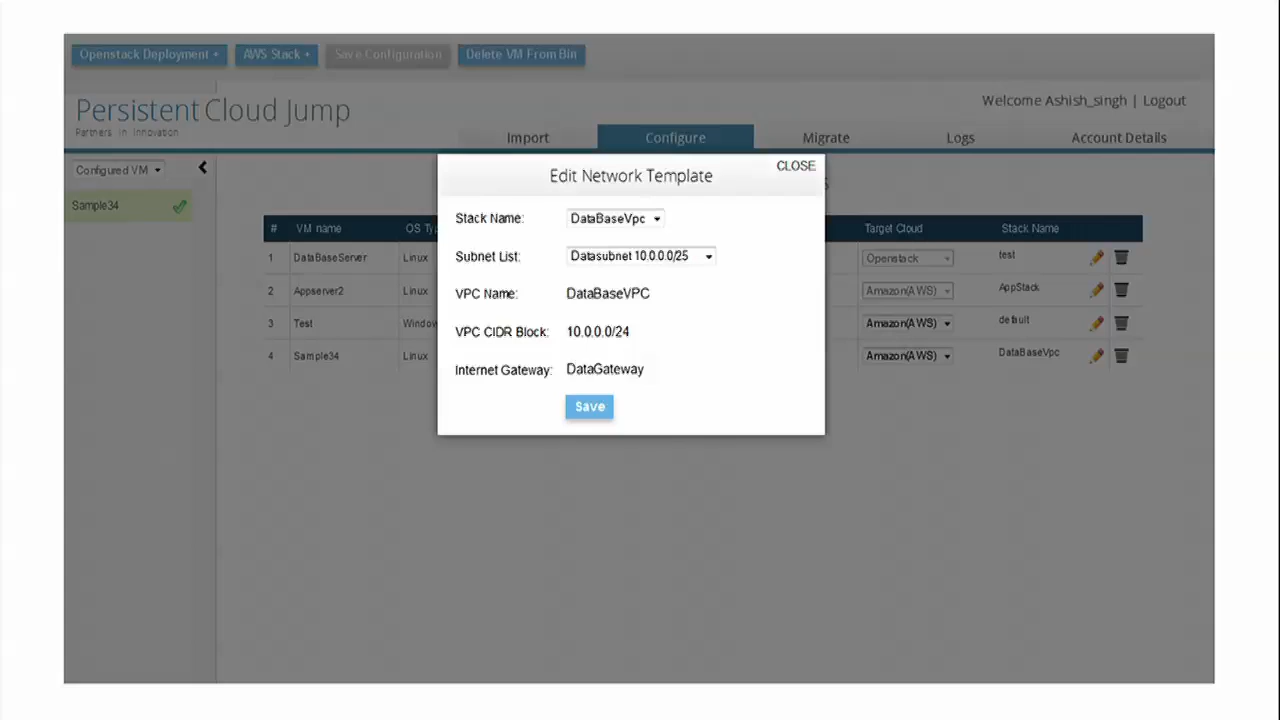 Openstack Deployment AWS Stack Save Configuration Delete VM From Bin
Persistent Cloud Jump
Partners In Innovation
Welcome Ashish_singh | Logout
Import Configure Migrate Logs Account Details
Configured VM
Sample34
Edit Network Template
CLOSE
Stack Name: DataBaseVpc
Subnet List: Datasubnet 10.0.0.0/25
VPC Name: DataBaseVPC
VPC CIDR Block: 10.0.0.0/24
Internet Gateway: DataGateway
Save
# VM name OS Ty Target Cloud Stack Name
1 DataBaseServer Linux Openstack test
2 Appserver2 Linux Amazon(AWS) AppStack
3 Test Window Amazon(AWS) default
4 Sample34 Linux Amazon(AWS) DataBaseVpc